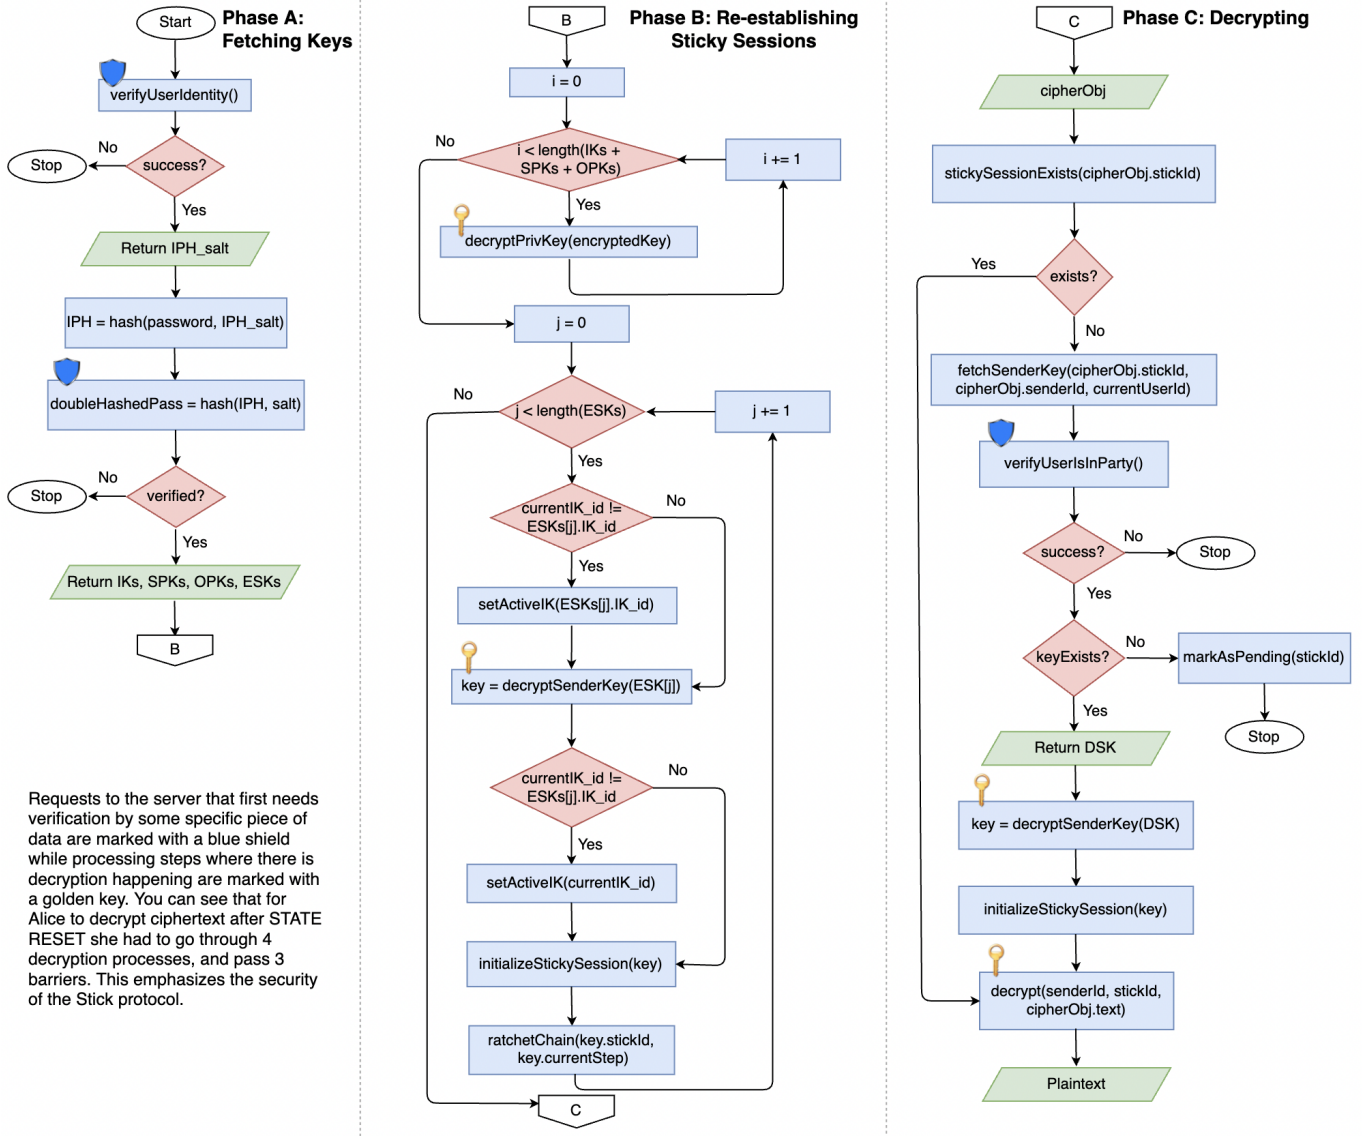 Start
Phase A:
Fetching Keys
verifyUserIdentity()
success?
No
Stop
Yes
Return IPH_salt
IPH = hash(password, IPH_salt)
doubleHashedPass = hash(IPH, salt)
verified?
No
Stop
Yes
Return IKs, SPKs, OPKs, ESKs
B
Requests to the server that first needs
verification by some specific piece of
data are marked with a blue shield
while processing steps where there is
decryption happening are marked with
a golden key. You can see that for
Alice to decrypt ciphertext after STATE
RESET she had to go through 4
decryption processes, and pass 3
barriers. This emphasizes the security
of the Stick protocol.
B
Phase B: Re-establishing
Sticky Sessions
i = 0
No
i < length(IKs +
SPKs + OPKs)
i += 1
Yes
decryptPrivKey(encryptedKey)
j = 0
No
j < length(ESKs)
j += 1
Yes
currentIK_id !=
ESKs[j].IK_id
No
Yes
setActiveIK(ESKs[j].IK_id)
key = decryptSenderKey(ESK[j])
currentIK_id !=
ESKs[j].IK_id
No
Yes
setActiveIK(currentIK_id)
initializeStickySession(key)
ratchetChain(key.stickId,
key.currentStep)
C
C
Phase C: Decrypting
cipherObj
stickySessionExists(cipherObj.stickId)
Yes
exists?
No
fetchSenderKey(cipherObj.stickId,
cipherObj.senderId, currentUserId)
verifyUserIsInParty()
success?
No
Stop
Yes
keyExists?
No
markAsPending(stickId)
Stop
Yes
Return DSK
key = decryptSenderKey(DSK)
initializeStickySession(key)
decrypt(senderId, stickId,
cipherObj.text)
Plaintext